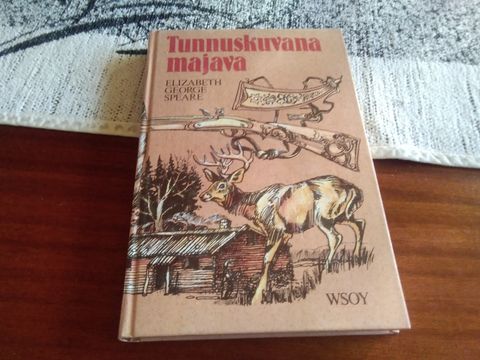 Tunnuskuvana
majava
ELIZABETH
GEORGE
SPEARE
WSOY